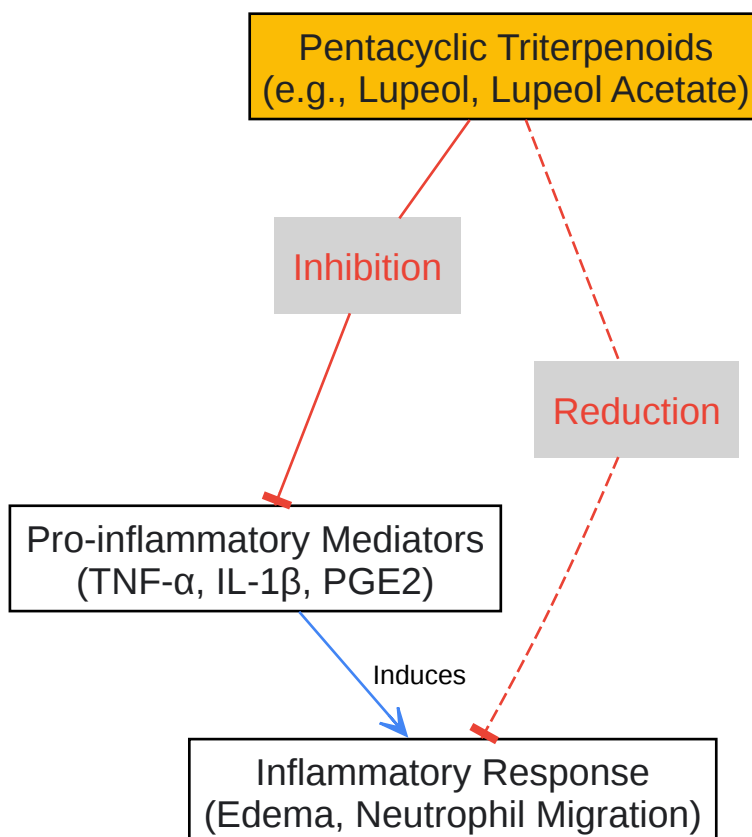 Pentacyclic Triterpenoids
(e.g., Lupeol, Lupeol Acetate)
Inhibition
Reduction
Pro-inflammatory Mediators
(TNF-α, IL-1β, PGE2)
Induces
Inflammatory Response
(Edema, Neutrophil Migration)